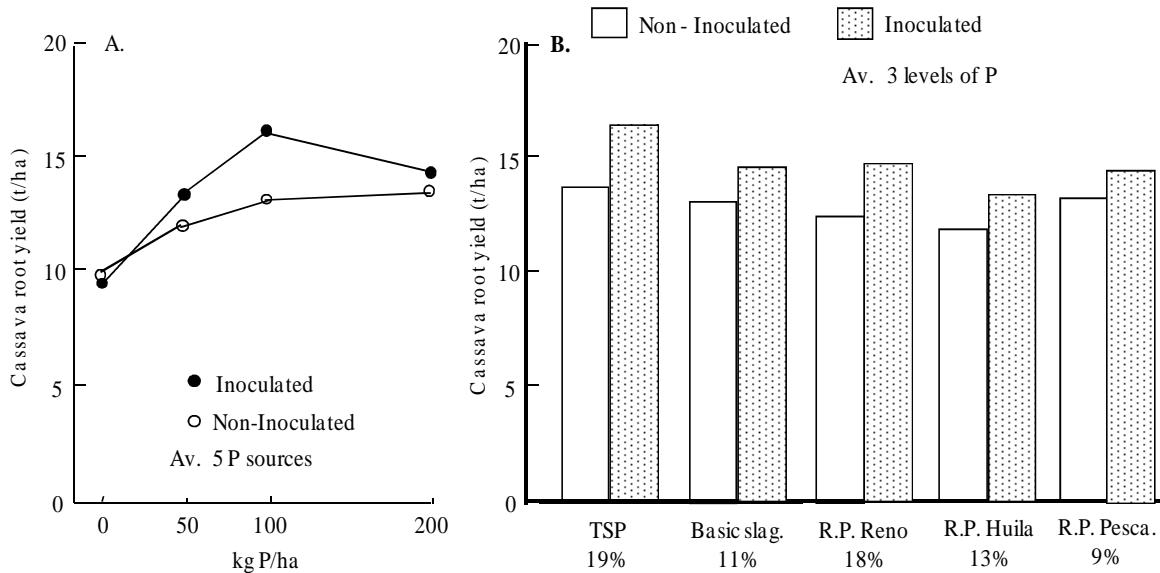 A.
20
15
10
5
0
Cassava root yield (t/ha)
Inoculated
Non-Inoculated
Av. 5 P sources
0 50 100 200
kg P/ha
Non - Inoculated Inoculated
B.
Av. 3 levels of P
20
15
10
5
0
Cassava root yield (t/ha)
TSP Basic slag. R.P. Reno R.P. Huila R.P. Pesca.
19% 11% 18% 13% 9%